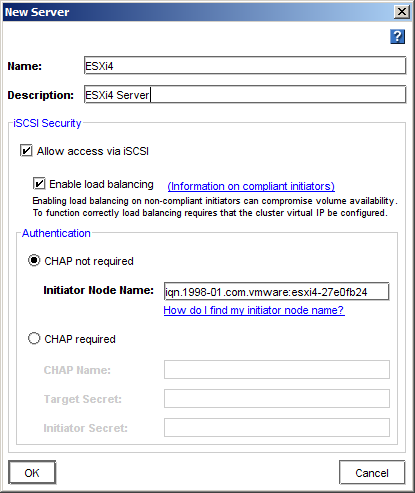 New Server
?
Name: ESXi4
Description: ESXi4 Server
iSCSI Security
Allow access via iSCSI
Enable load balancing (Information on compliant initiators)
Enabling load balancing on non-compliant initiators can compromise volume availability.
To function correctly load balancing requires that the cluster virtual IP be configured.
Authentication
CHAP not required
Initiator Node Name: iqn.1998-01.com.vmware:esxi4-27e0fb24
How do I find my initiator node name?
CHAP required
CHAP Name:
Target Secret:
Initiator Secret:
OK Cancel